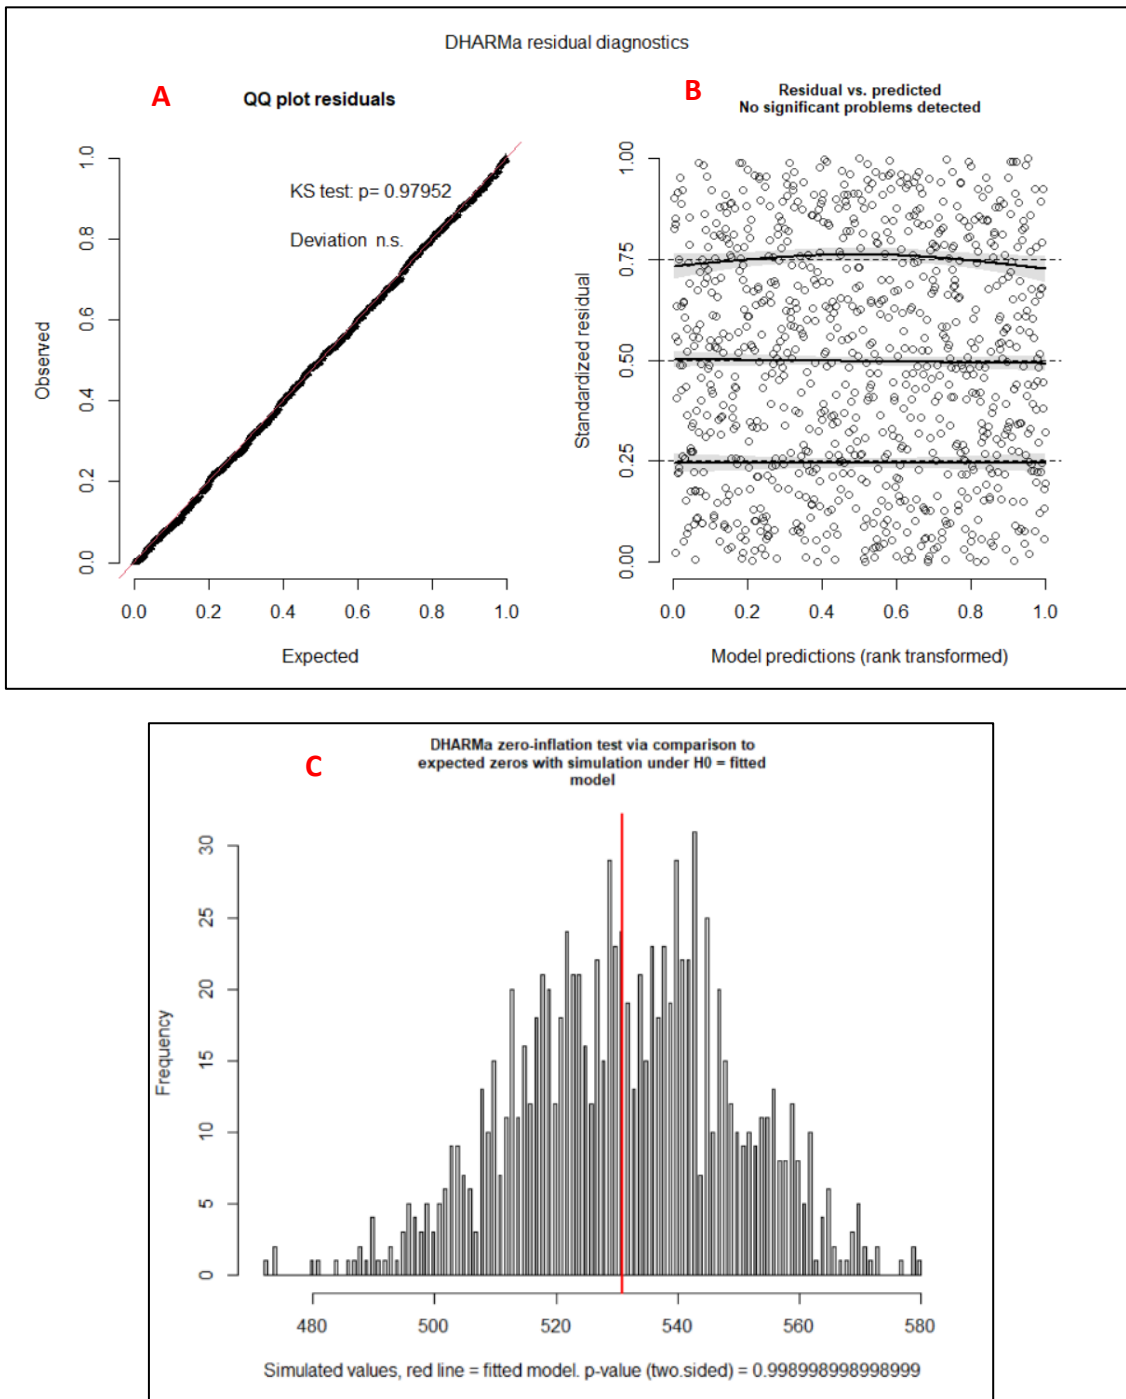 DHARMa residual diagnostics
A
QQ plot residuals
KS test: p= 0.97952
Deviation n.s.
Observed
1.0
0.8
0.6
0.4
0.2
0.0
0.0 0.2 0.4 0.6 0.8 1.0
Expected
B
Residual vs. predicted
No significant problems detected
Standardized residual
1.00
0.75
0.50
0.25
0.00
0.0 0.2 0.4 0.6 0.8 1.0
Model predictions (rank transformed)
C
DHARMa zero-inflation test via comparison to
expected zeros with simulation under H0 = fitted
model
Frequency
30
25
20
15
10
5
0
480 500 520 540 560 580
Simulated values, red line = fitted model. p-value (two.sided) = 0.998998998998999